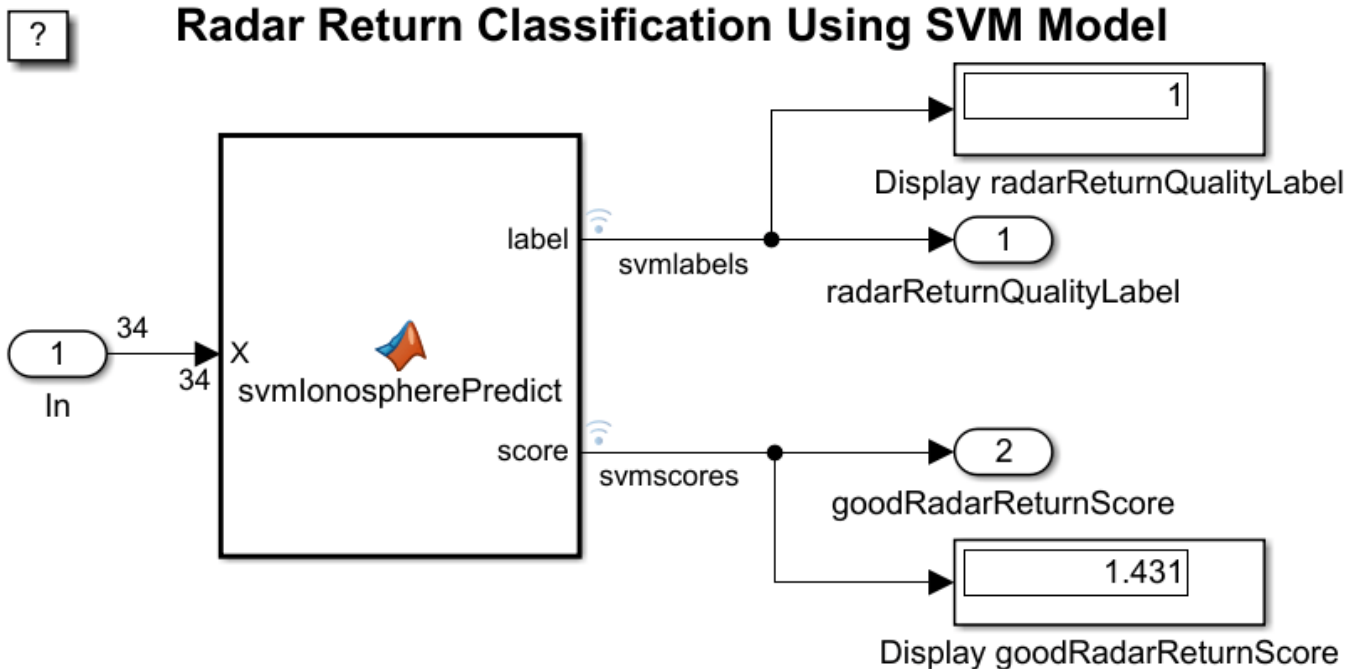 ?
Radar Return Classification Using SVM Model
1
Display radarReturnQualityLabel
label
svmlabels
1
radarReturnQualityLabel
1
In
34
34
X
svmIonospherePredict
score
svmscores
2
goodRadarReturnScore
1.431
Display goodRadarReturnScore